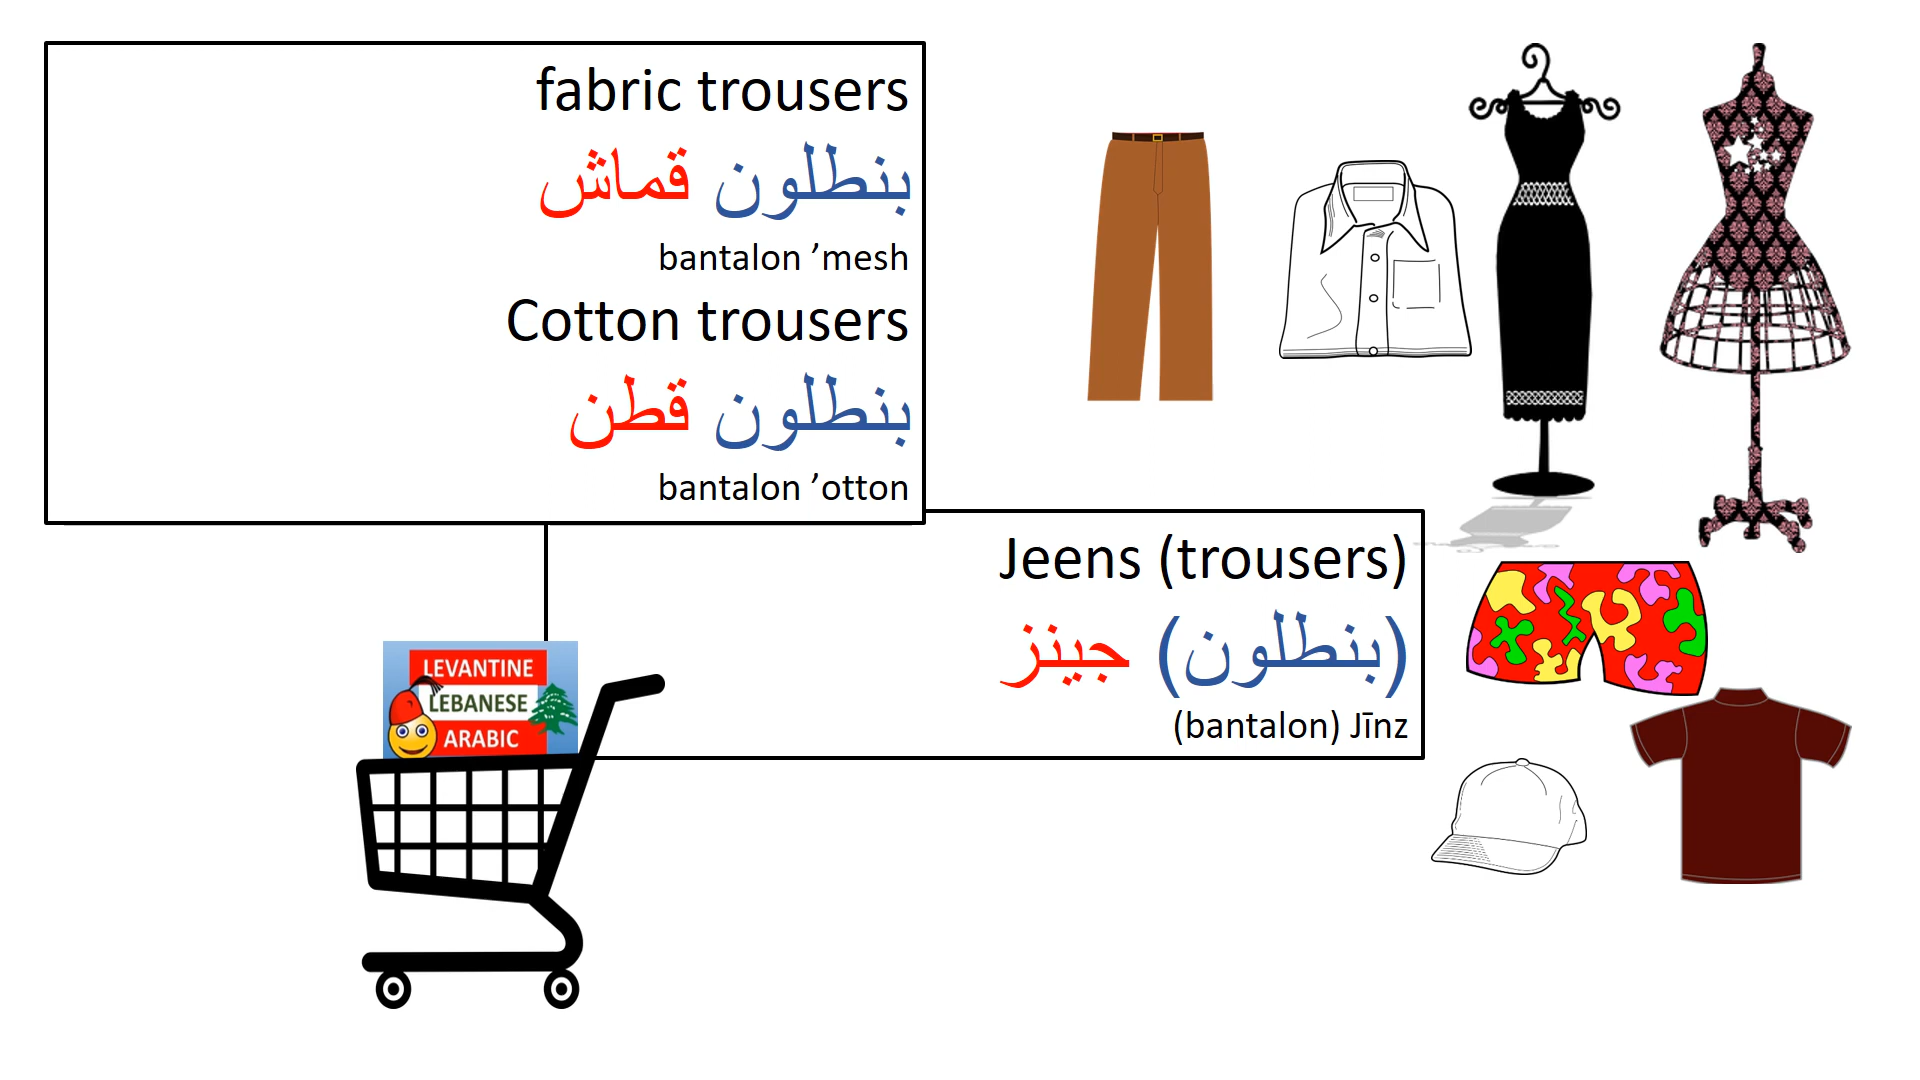 fabric trousers
بنطلون قماش
bantalon ’mesh
Cotton trousers
بنطلون قطن
bantalon ’otton
Jeens (trousers)
(بنطلون) جينز
(bantalon) Jīnz
LEVANTINE
LEBANESE
ARABIC